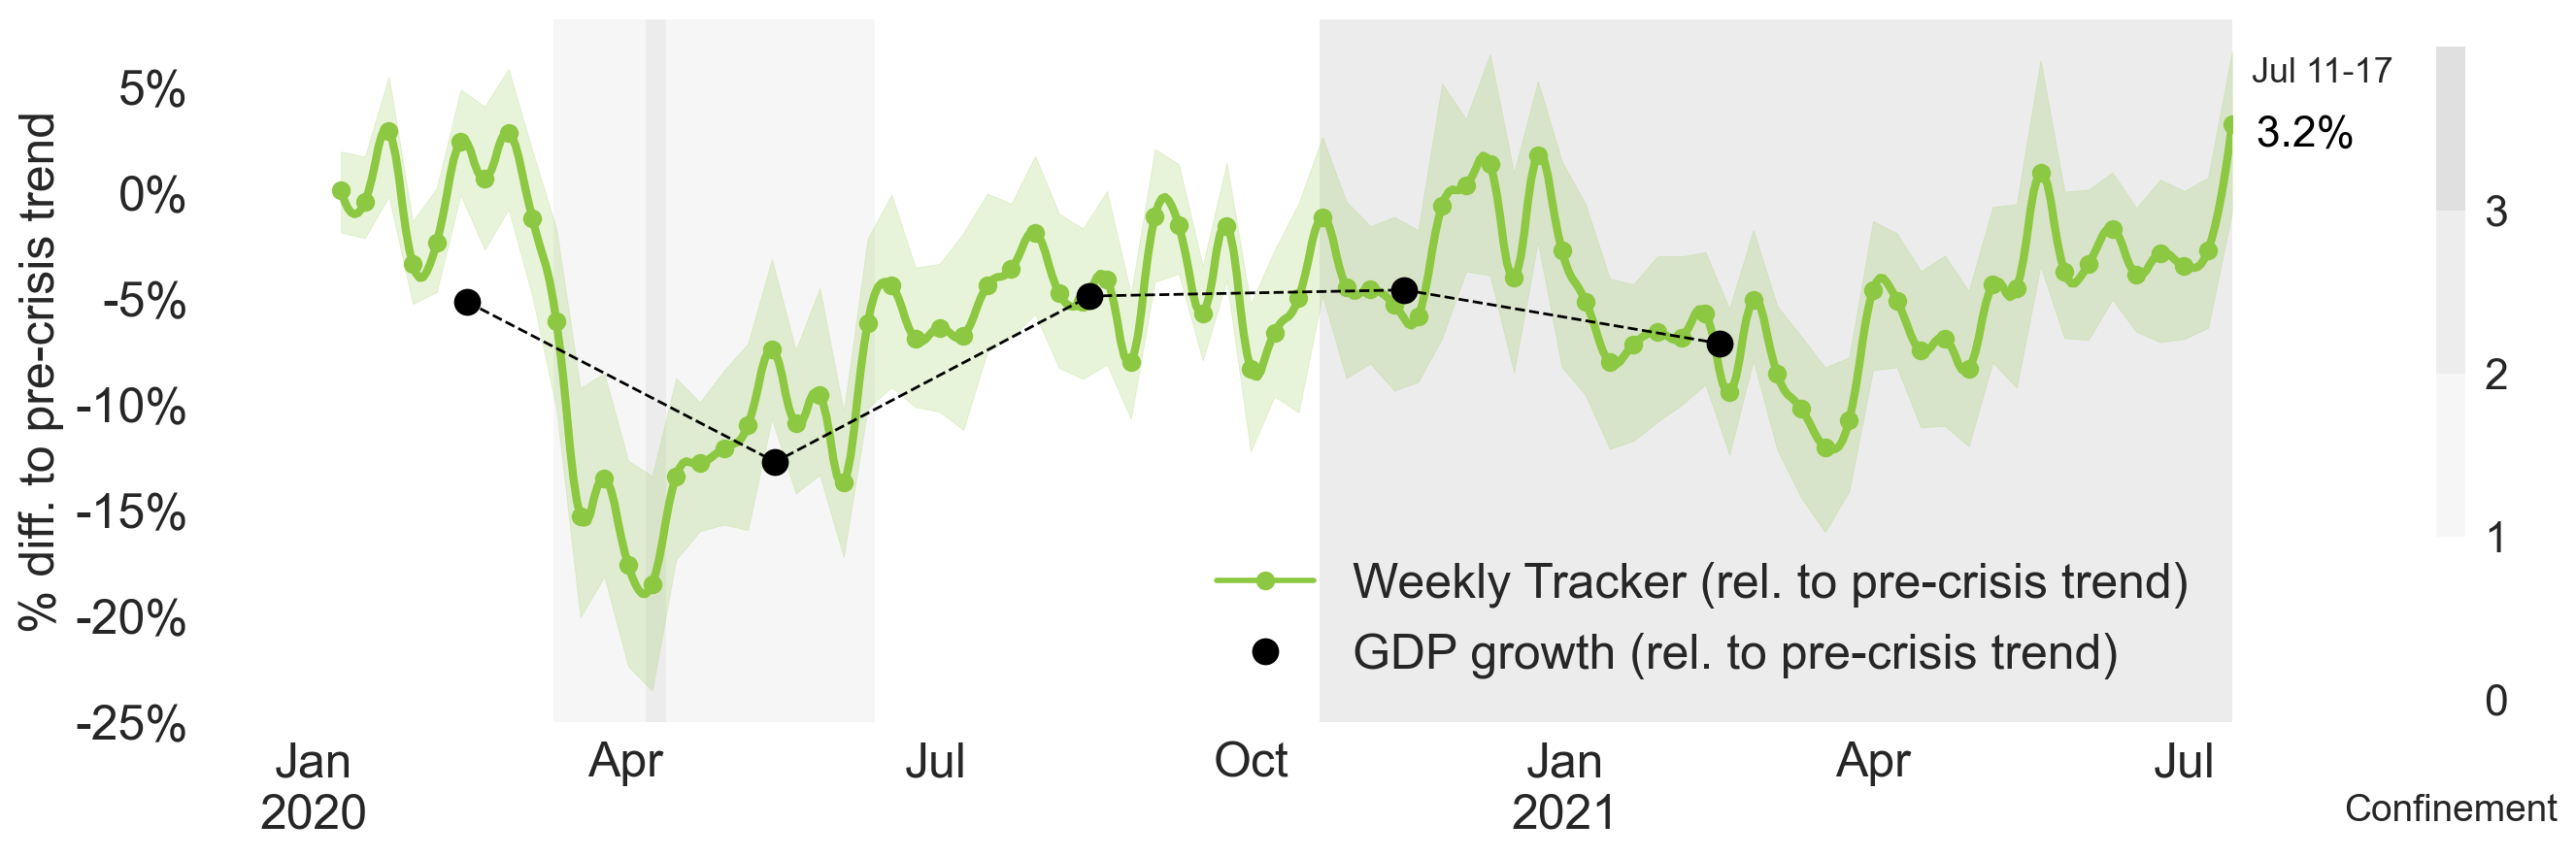 % diff. to pre-crisis trend
5%
0%
-5%
-10%
-15%
-20%
-25%
Jan
2020
Apr
Jul
Oct
Jan
2021
Apr
Jul
Weekly Tracker (rel. to pre-crisis trend)
GDP growth (rel. to pre-crisis trend)
Jul 11-17
3.2%
3
2
1
0
Confinement